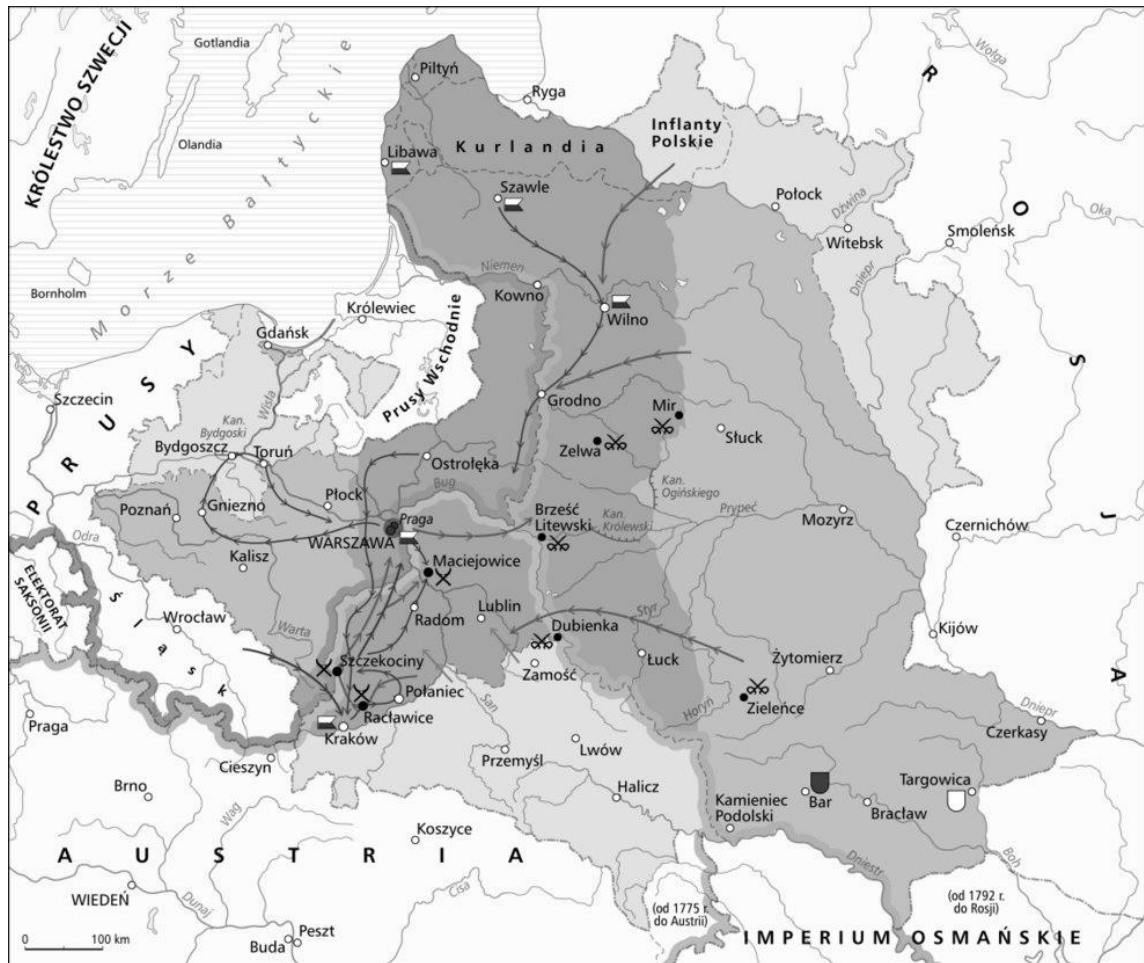 KRÓLESTWO SZWECJI
Gotlandia
Olandia
Bornholm
Morze Bałtyckie
Piltyń
Ryga
Wołga
R
O
S
J
A
Inflanty
Polskie
Kurlandia
Libawa
Szawle
Połock
Dźwina
Witebsk
Smoleńsk
Oka
Dniepr
Niemen
Kowno
Wilno
Królewiec
Gdańsk
Prusy Wschodnie
PRUSY
Szczecin
Wisła
Kan.
Bydgoski
Bydgoszcz
Toruń
Grodno
Mir
Zelwa
Słuck
Ostrołęka
Bug
Płock
Gniezno
Poznań
Kalisz
Praga
WARSZAWA
Brześć
Litewski
Kan.
Ogińskiego
Kan.
Królewski
Prypeć
Mozyrz
Czernichów
Odra
ELEKTORAT
SAKSONII
Śląsk
Wrocław
Warta
Maciejowice
Radom
Lublin
Dubienka
Styr
Łuck
Kijów
Żytomierz
Szczekociny
Połaniec
Zamość
Racławice
San
Horyn
Zieleńce
Kraków
Dniepr
Czerkasy
Praga
Cieszyn
Przemyśl
Lwów
Halicz
Brno
Wag
Kamieniec
Podolski
Bar
Bracław
Targowica
Koszyce
AUSTRIA
Cisa
Dniestr
Boh
WIEDEŃ
Dunaj
(od 1775 r.
do Austrii)
(od 1792 r.
do Rosji)
Buda
Peszt
IMPERIUM OSMAŃSKIE
0
100 km